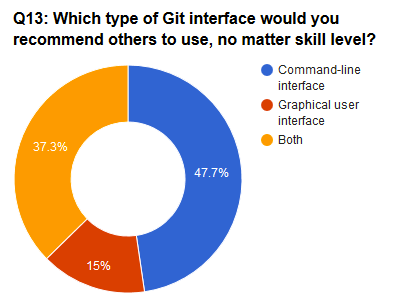 Q13: Which type of Git interface would you
recommend others to use, no matter skill level?
Command-line
interface
Graphical user
interface
Both
37.3%
47.7%
15%